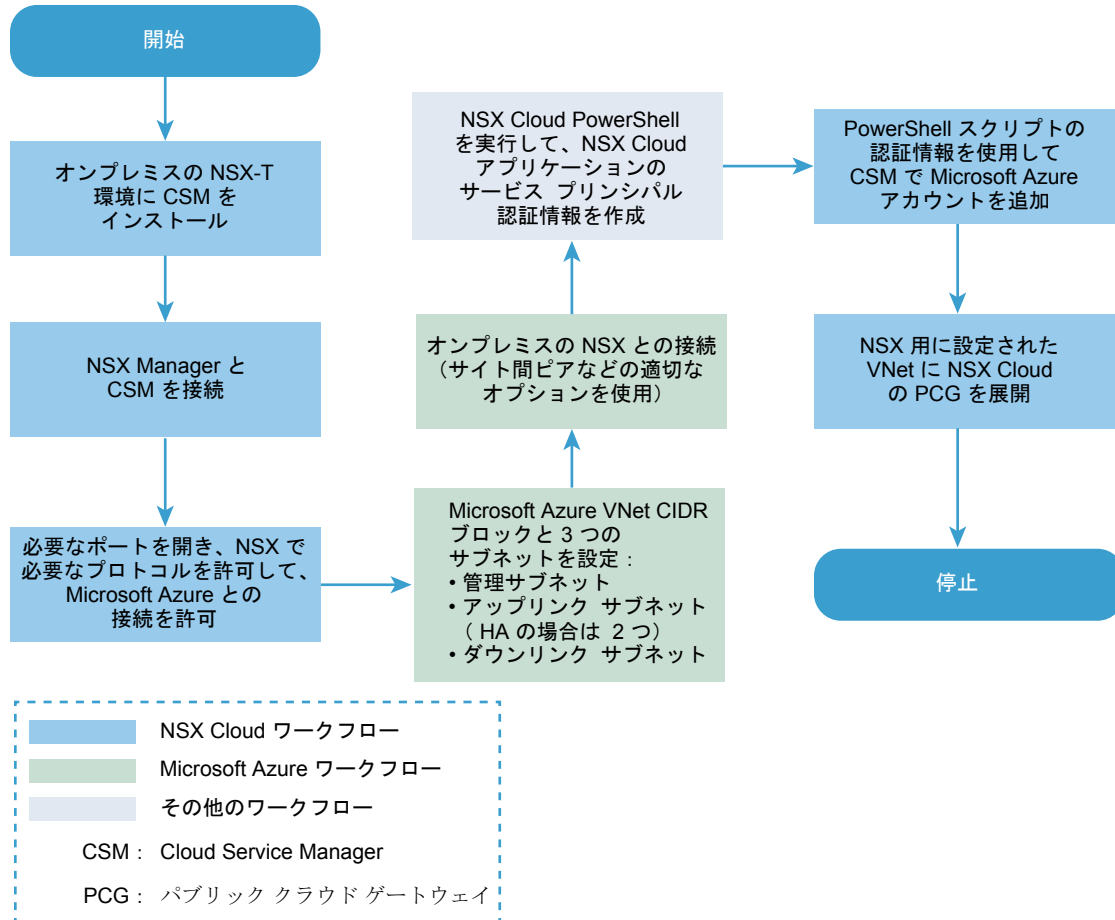 開始
オンプレミスの NSX-T
環境に CSM を
インストール
NSX Manager と
CSM を接続
必要なポートを開き、NSX で
必要なプロトコルを許可して、
Microsoft Azure との
接続を許可
Microsoft Azure VNet CIDR
ブロックと 3 つの
サブネットを設定：
• 管理サブネット
• アップリンク サブネット
（ HA の場合は 2 つ）
• ダウンリンク サブネット
オンプレミスの NSX との接続
（サイト間ピアなどの適切な
オプションを使用）
NSX Cloud PowerShell
を実行して、NSX Cloud
アプリケーションの
サービス プリンシパル
認証情報を作成
PowerShell スクリプトの
認証情報を使用して
CSM で Microsoft Azure
アカウントを追加
NSX 用に設定された
VNet に NSX Cloud
の PCG を展開
停止
NSX Cloud ワークフロー
Microsoft Azure ワークフロー
その他のワークフロー
CSM： Cloud Service Manager
PCG： パブリック クラウド ゲートウェイ